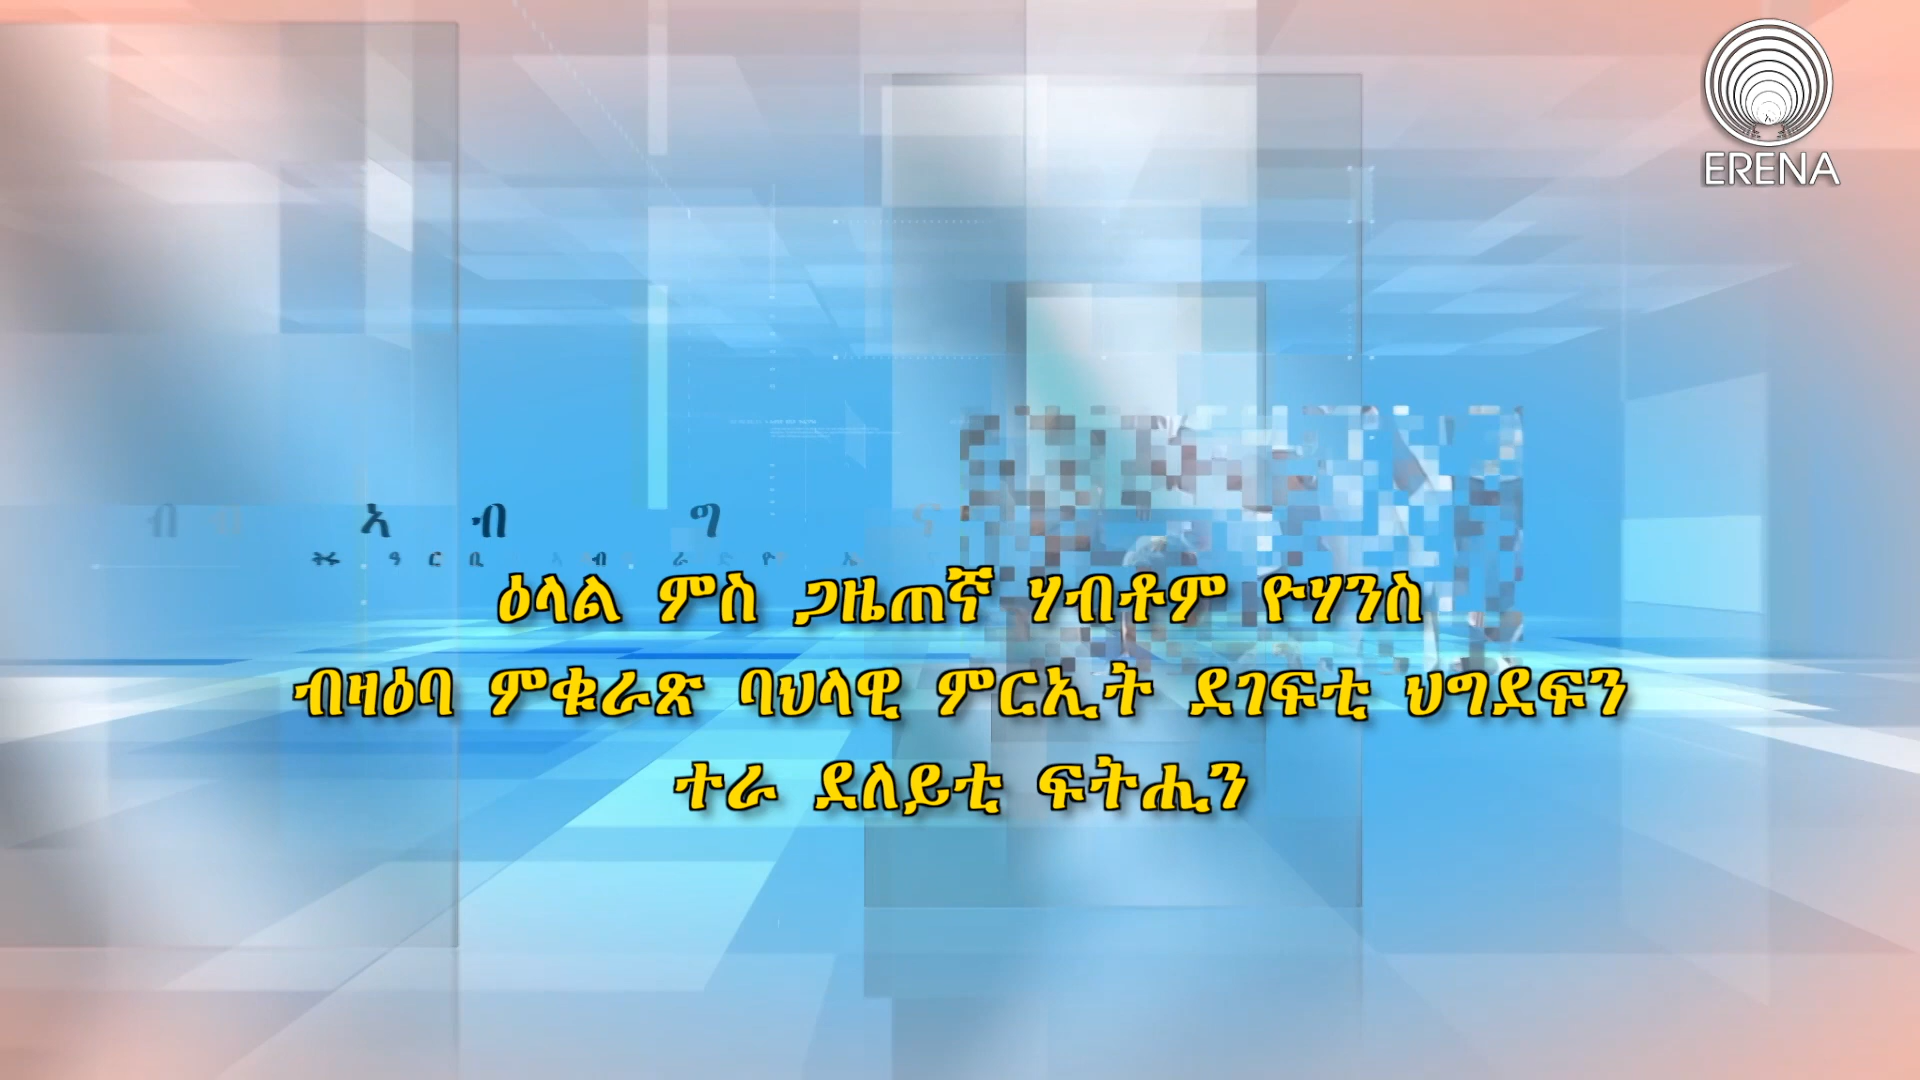 ERENA
ዕላል ምስ ጋዜጠኛ ሃብቶም ዮሃንስ
ብዛዕባ ምቁራጽ ባህላዊ ምርኢት ደገፍቲ ህግደፍን
ተራ ደለይቲ ፍትሒን